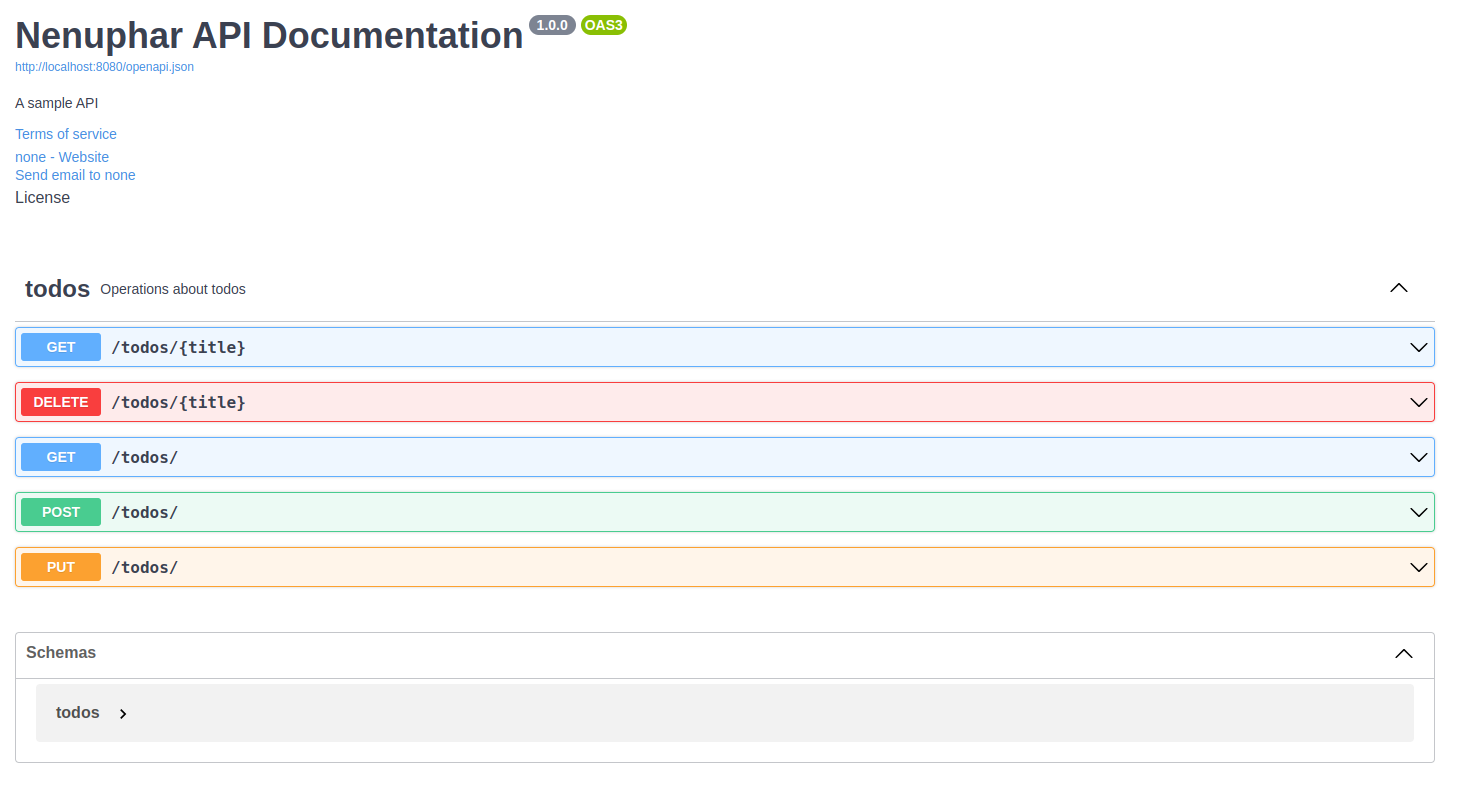 Nenuphar API Documentation 1.0.0 OAS3
http://localhost:8080/openapi.json
A sample API
Terms of service
none - Website
Send email to none
License
todos Operations about todos
GET /todos/{title}
DELETE /todos/{title}
GET /todos/
POST /todos/
PUT /todos/
Schemas
todos